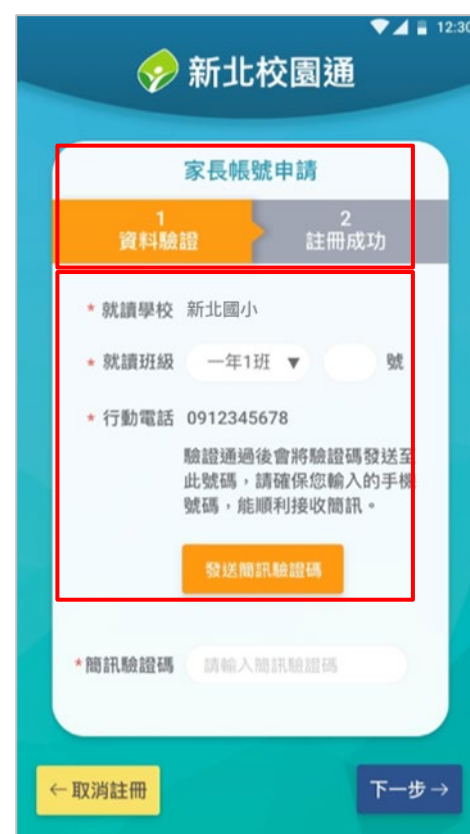 12:30
新北校園通
家長帳號申請
1
資料驗證
2
註冊成功
* 就讀學校 新北國小
* 就讀班級 一年1班 ▼ 號
* 行動電話 0912345678
驗證通過後會將驗證碼發送至
此號碼，請確保您輸入的手機
號碼，能順利接收簡訊。
發送簡訊驗證碼
*簡訊驗證碼 請輸入簡訊驗證碼
←取消註冊
下一步→